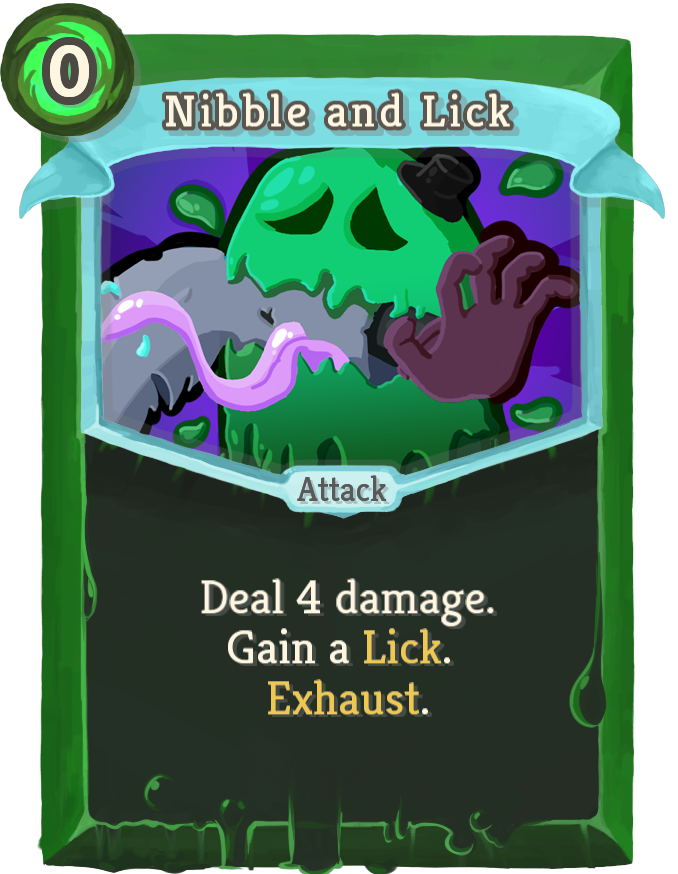 0
Nibble and Lick
Attack
Deal 4 damage.
Gain a Lick.
Exhaust.